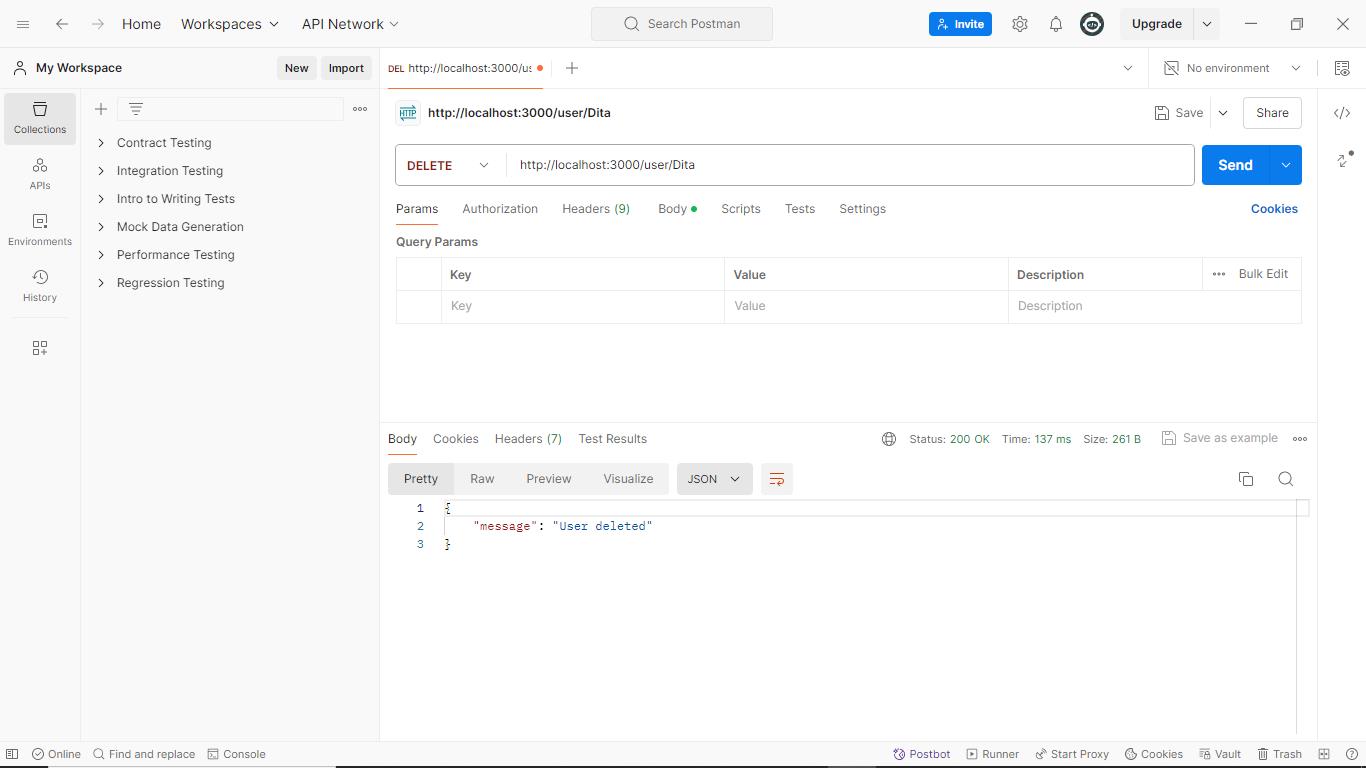 Home Workspaces API Network Search Postman Invite Upgrade
My Workspace New Import DEL http://localhost:3000/us No environment
Collections
APIs
Environments
History
Contract Testing
Integration Testing
Intro to Writing Tests
Mock Data Generation
Performance Testing
Regression Testing
HTTP http://localhost:3000/user/Dita Save Share
DELETE http://localhost:3000/user/Dita Send
Params Authorization Headers (9) Body Scripts Tests Settings Cookies
Query Params
Key Value Description Bulk Edit
Key Value Description
Body Cookies Headers (7) Test Results Status: 200 OK Time: 137 ms Size: 261 B Save as example
Pretty Raw Preview Visualize JSON
1 {
2 "message": "User deleted"
3 }
Online Find and replace Console Postbot Runner Start Proxy Cookies Vault Trash